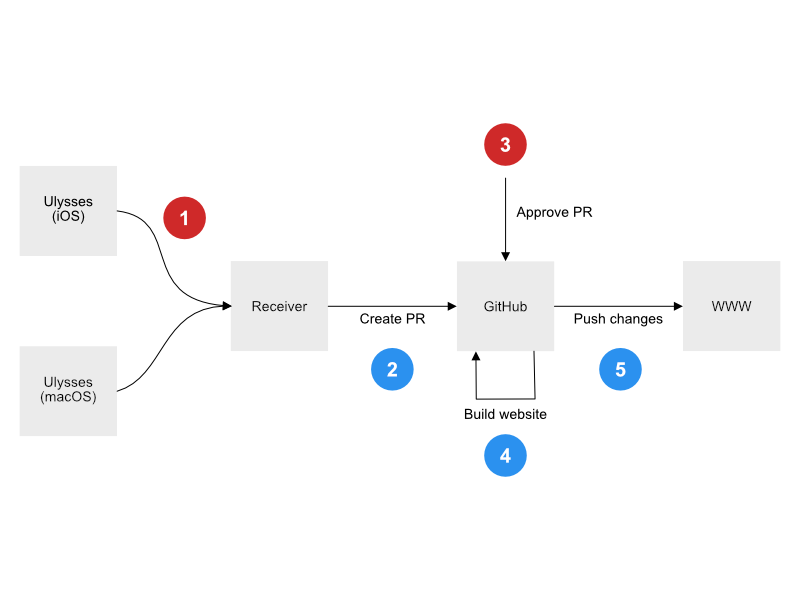 3
Ulysses
(iOS)
1
Approve PR
Receiver
Create PR
GitHub
Push changes
WWW
2
5
Ulysses
(macOS)
Build website
4